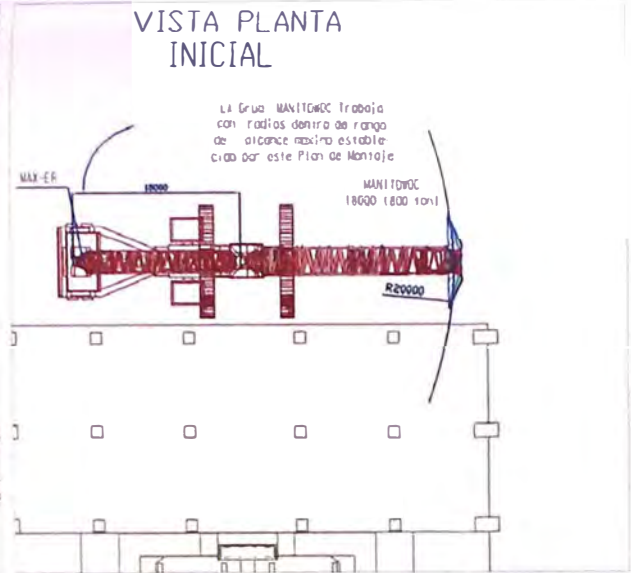 VISTA PLANTA
INICIAL
LA Grua MANITOWOC Trabaja
con radios dentro de rango
de alcance maximo estable
cido por este Plan de Montaje
MAX-ER
18000
MANITOWOC
18000 (800 ton)
R20000